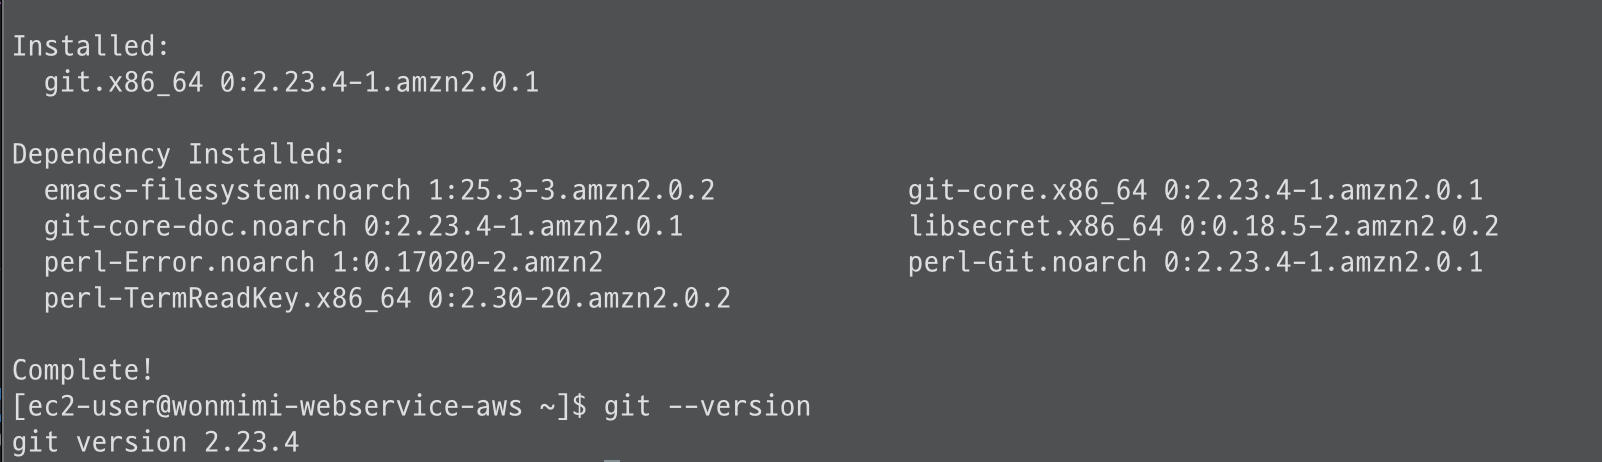 Installed:
git.x86_64 0:2.23.4-1.amzn2.0.1
Dependency Installed:
emacs-filesystem.noarch 1:25.3-3.amzn2.0.2 git-core.x86_64 0:2.23.4-1.amzn2.0.1
git-core-doc.noarch 0:2.23.4-1.amzn2.0.1 libsecret.x86_64 0:0.18.5-2.amzn2.0.2
perl-Error.noarch 1:0.17020-2.amzn2 perl-Git.noarch 0:2.23.4-1.amzn2.0.1
perl-TermReadKey.x86_64 0:2.30-20.amzn2.0.2
Complete!
[ec2-user@wonmimi-webservice-aws ~]$ git --version
git version 2.23.4